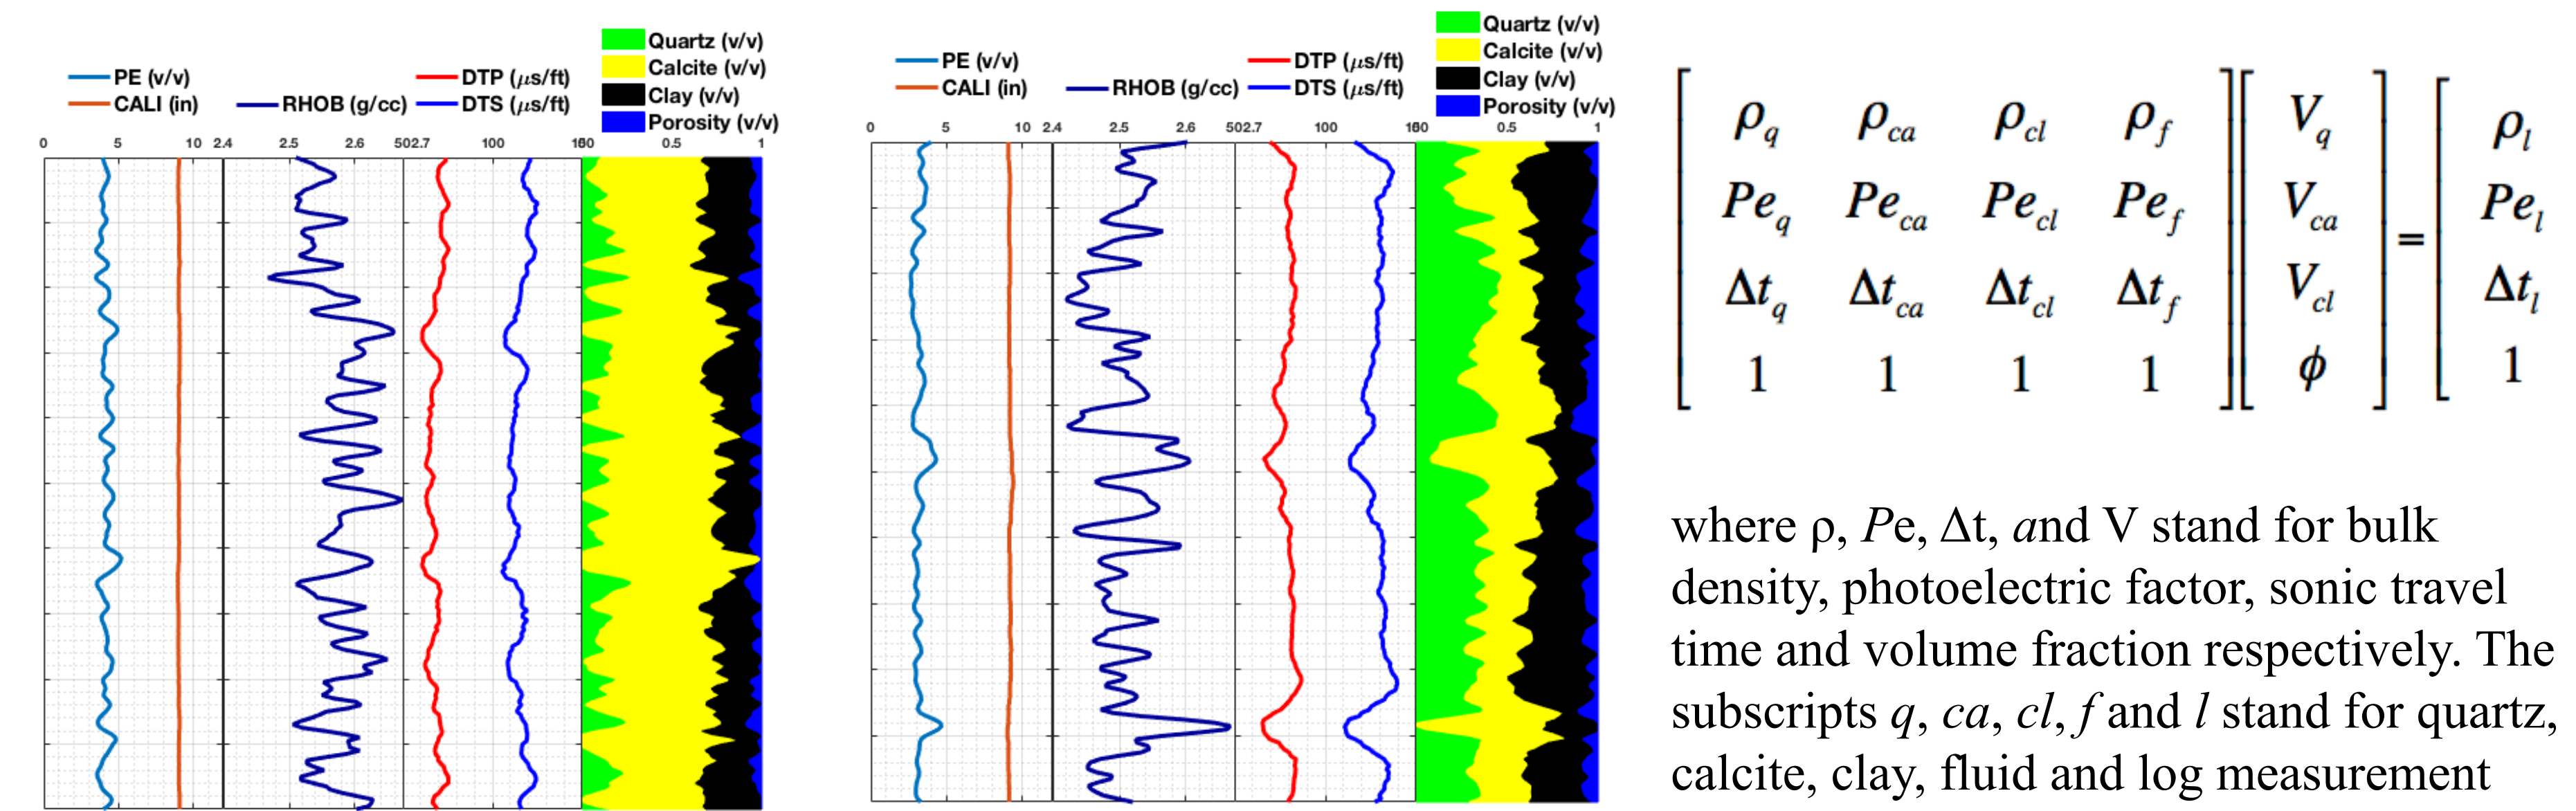 Quartz (v/v)
Calcite (v/v)
Clay (v/v)
Porosity (v/v)
PE (v/v)
CALI (in)
RHOB (g/cc)
DTP (μs/ft)
DTS (μs/ft)
0 5 10 2.4 2.5 2.6 2.7 50 100 150 0 0.5 1
Quartz (v/v)
Calcite (v/v)
Clay (v/v)
Porosity (v/v)
PE (v/v)
CALI (in)
RHOB (g/cc)
DTP (μs/ft)
DTS (μs/ft)
0 5 10 2.4 2.5 2.6 2.7 50 100 150 0 0.5 1
ρq ρca ρcl ρf Vq ρl
Peq Peca Pecl Pef Vca = Pel
Δtq Δtca Δtcl Δtf Vcl Δtl
1 1 1 1 ϕ 1
where ρ, Pe, Δt, and V stand for bulk
density, photoelectric factor, sonic travel
time and volume fraction respectively. The
subscripts q, ca, cl, f and l stand for quartz,
calcite, clay, fluid and log measurement